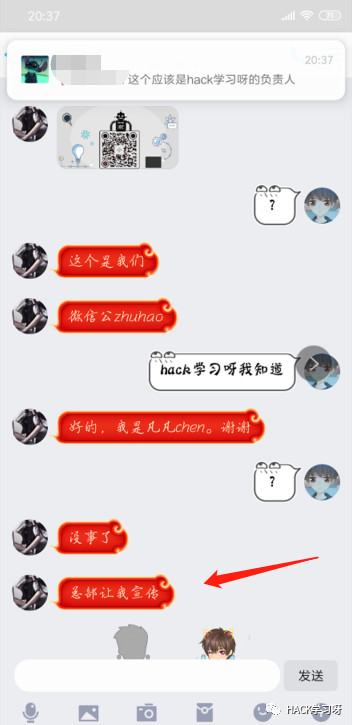 20:37
35
20:37
这个应该是hack学习呀的负责人
?
这个是我们
微信公zhuhao
hack学习呀我知道
好的，我是凡凡chen。谢谢
?
没事了
总部让我宣传
发送
HACK学习呀